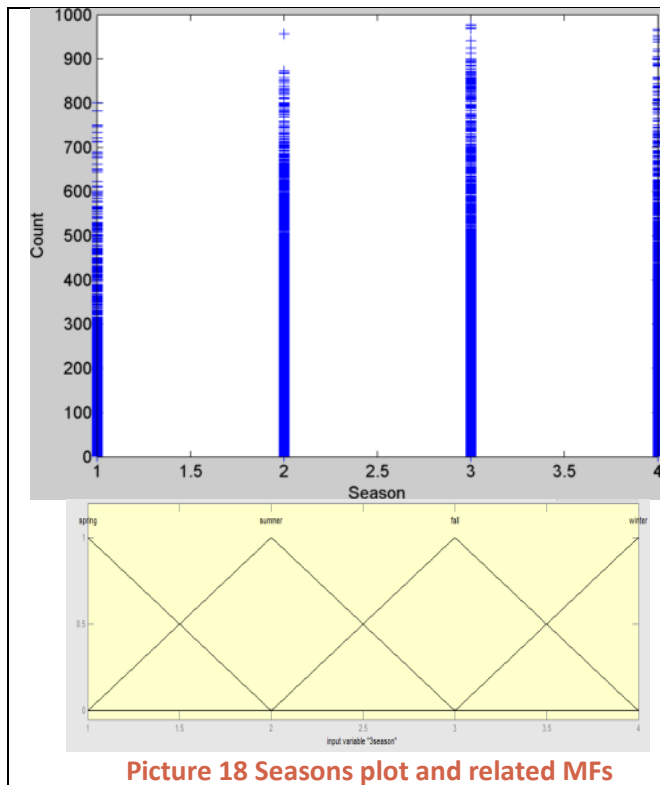 1000
900
800
700
600
500
400
300
200
100
0
Count
1 1.5 2 2.5 3 3.5 4
Season
spring summer fall winter
1
0.5
0
1 1.5 2 2.5 3 3.5 4
input variable "3season"
Picture 18 Seasons plot and related MFs